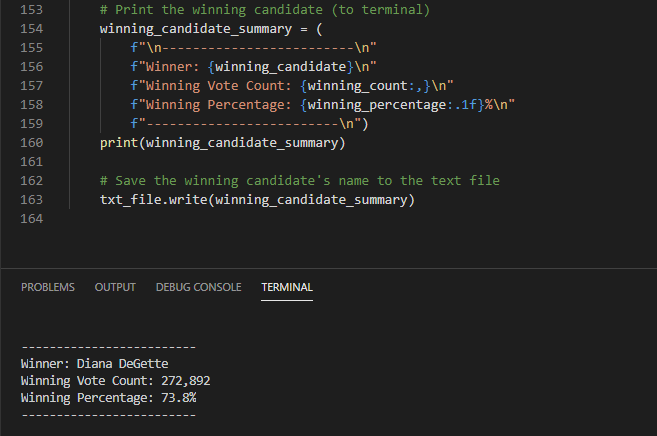 153 # Print the winning candidate (to terminal)
154 winning_candidate_summary = (
155 f"\n-------------------------\n"
156 f"Winner: {winning_candidate}\n"
157 f"Winning Vote Count: {winning_count:,}\n"
158 f"Winning Percentage: {winning_percentage:.1f}%\n"
159 f"-------------------------\n")
160 print(winning_candidate_summary)
161
162 # Save the winning candidate's name to the text file
163 txt_file.write(winning_candidate_summary)
164
PROBLEMS OUTPUT DEBUG CONSOLE TERMINAL
-------------------------
Winner: Diana DeGette
Winning Vote Count: 272,892
Winning Percentage: 73.8%
-------------------------